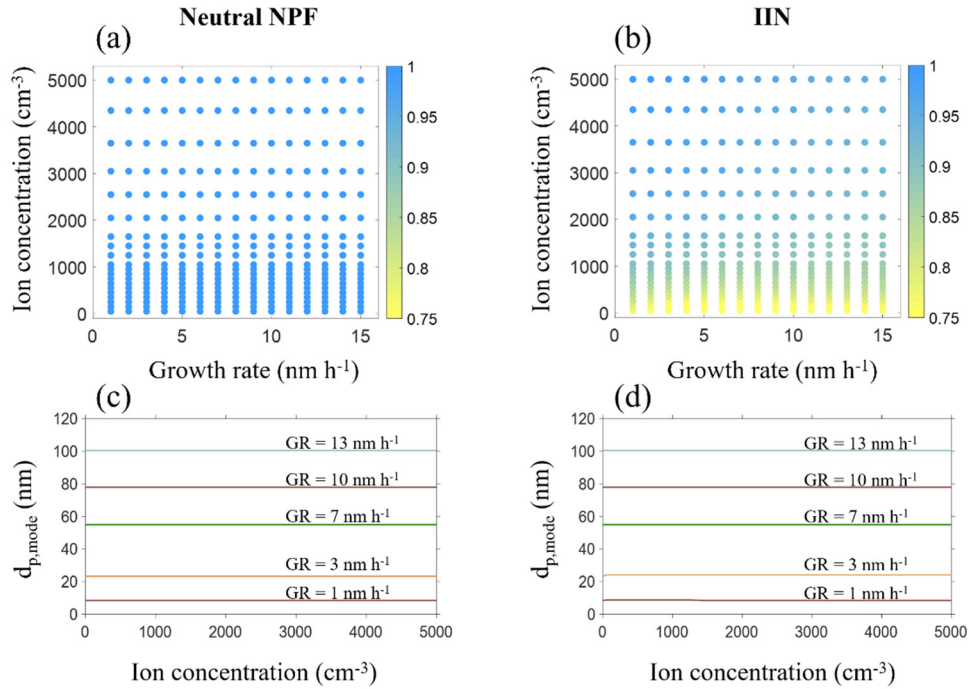 Neutral NPF
IIN
(a)
(b)
Ion concentration (cm⁻³)
5000
4000
3000
2000
1000
0
0
5
10
15
Growth rate (nm h⁻¹)
1
0.95
0.9
0.85
0.8
0.75
Ion concentration (cm⁻³)
5000
4000
3000
2000
1000
0
0
5
10
15
Growth rate (nm h⁻¹)
1
0.95
0.9
0.85
0.8
0.75
(c)
(d)
dp,mode (nm)
120
100
80
60
40
20
0
GR = 13 nm h⁻¹
GR = 10 nm h⁻¹
GR = 7 nm h⁻¹
GR = 3 nm h⁻¹
GR = 1 nm h⁻¹
0
1000
2000
3000
4000
5000
Ion concentration (cm⁻³)
dp,mode (nm)
120
100
80
60
40
20
0
GR = 13 nm h⁻¹
GR = 10 nm h⁻¹
GR = 7 nm h⁻¹
GR = 3 nm h⁻¹
GR = 1 nm h⁻¹
0
1000
2000
3000
4000
5000
Ion concentration (cm⁻³)